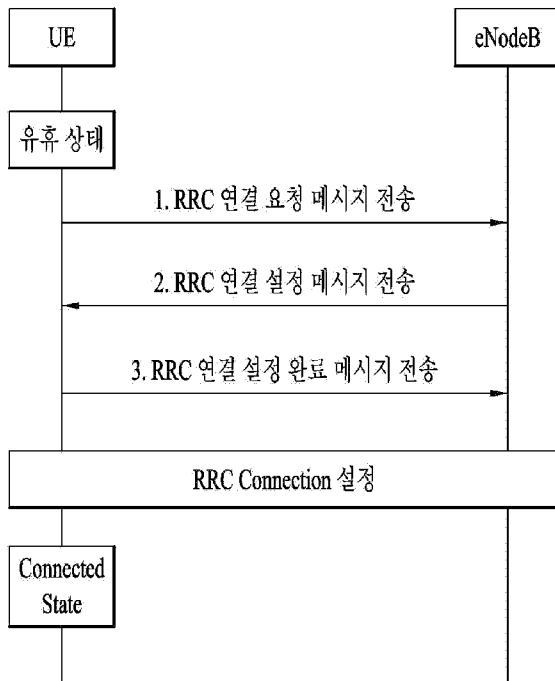 UE
eNodeB
유휴 상태
1. RRC 연결 요청 메시지 전송
2. RRC 연결 설정 메시지 전송
3. RRC 연결 설정 완료 메시지 전송
RRC Connection 설정
Connected
State